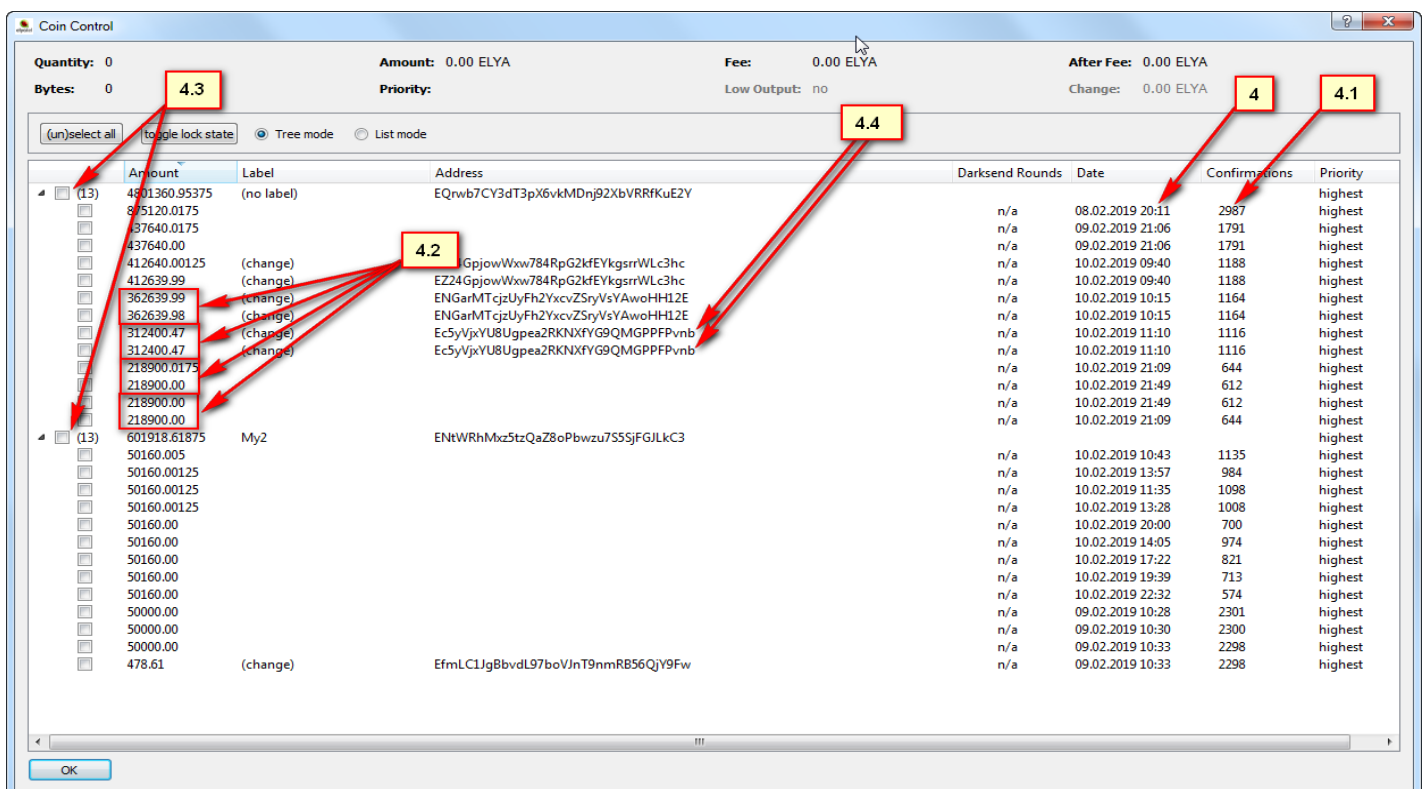 Coin Control
Quantity: 0 Amount: 0.00 ELYA Fee: 0.00 ELYA After Fee: 0.00 ELYA
Bytes: 0 Priority: Low Output: no Change: 0.00 ELYA
4.3 4.4 4 4.1
(un)select all toggle lock state Tree mode List mode
Amount Label Address Darksend Rounds Date Confirmations Priority
(13) 4801360.95375 (no label) EQrwb7CY3dT3pX6vkMDnj92XbVRRfKuE2Y highest
875120.0175 n/a 08.02.2019 20:11 2987 highest
437640.0175 n/a 09.02.2019 21:06 1791 highest
437640.00 n/a 09.02.2019 21:06 1791 highest
4.2
412640.00125 (change) 4GpjowWxw784RpG2kfEYkgsrrWLc3hc n/a 10.02.2019 09:40 1188 highest
412639.99 (change) EZ24GpjowWxw784RpG2kfEYkgsrrWLc3hc n/a 10.02.2019 09:40 1188 highest
362639.99 (change) ENGarMTcjzUyFh2YxcvZSryVsYAwoHH12E n/a 10.02.2019 10:15 1164 highest
362639.98 (change) ENGarMTcjzUyFh2YxcvZSryVsYAwoHH12E n/a 10.02.2019 10:15 1164 highest
312400.47 (change) Ec5yVjxYU8Ugpea2RKNXfYG9QMGPPFPvnb n/a 10.02.2019 11:10 1116 highest
312400.47 (change) Ec5yVjxYU8Ugpea2RKNXfYG9QMGPPFPvnb n/a 10.02.2019 11:10 1116 highest
218900.0175 n/a 10.02.2019 21:09 644 highest
218900.00 n/a 10.02.2019 21:49 612 highest
218900.00 n/a 10.02.2019 21:49 612 highest
218900.00 n/a 10.02.2019 21:09 644 highest
(13) 601918.61875 My2 ENtWRhMxz5tzQaZ8oPbwzu7S5SjFGJLkC3 highest
50160.005 n/a 10.02.2019 10:43 1135 highest
50160.00125 n/a 10.02.2019 13:57 984 highest
50160.00125 n/a 10.02.2019 11:35 1098 highest
50160.00125 n/a 10.02.2019 13:28 1008 highest
50160.00 n/a 10.02.2019 20:00 700 highest
50160.00 n/a 10.02.2019 14:05 974 highest
50160.00 n/a 10.02.2019 17:22 821 highest
50160.00 n/a 10.02.2019 19:39 713 highest
50160.00 n/a 10.02.2019 22:32 574 highest
50000.00 n/a 09.02.2019 10:28 2301 highest
50000.00 n/a 09.02.2019 10:30 2300 highest
50000.00 n/a 09.02.2019 10:33 2298 highest
478.61 (change) EfmLC1JgBbvdL97boVJnT9nmRB56QjY9Fw n/a 09.02.2019 10:33 2298 highest
OK